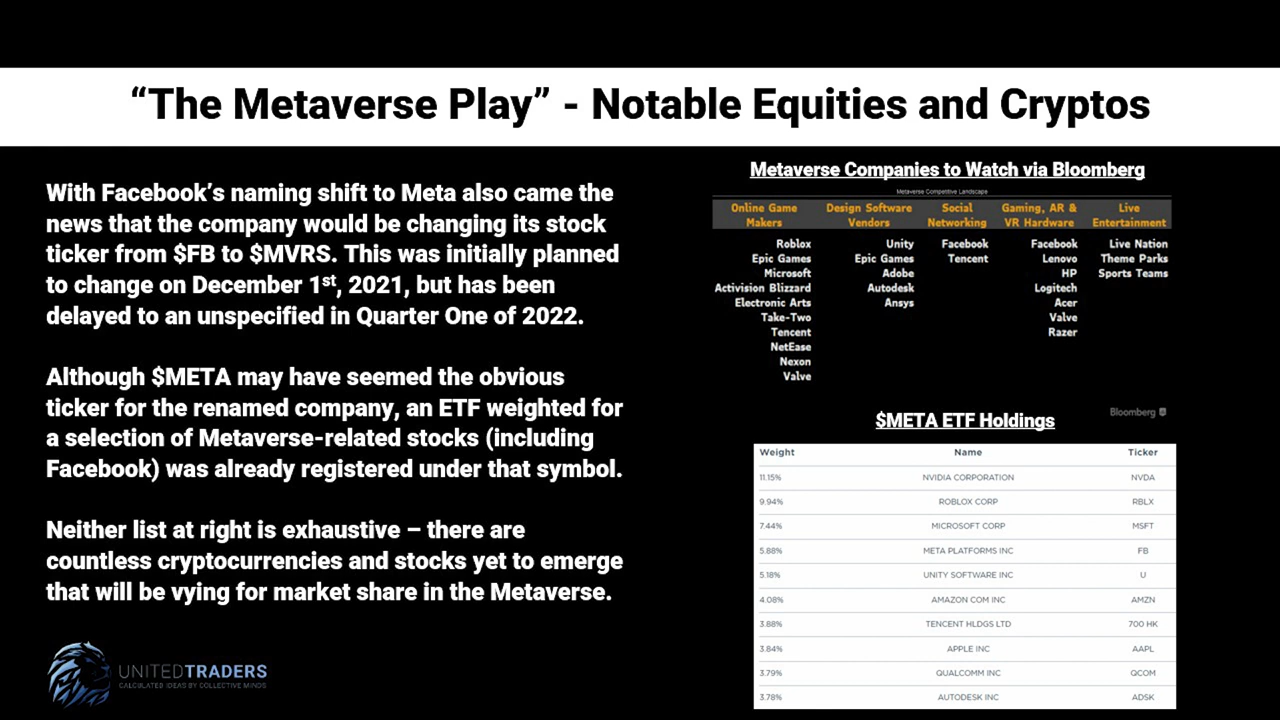 “The Metaverse Play” - Notable Equities and Cryptos
With Facebook’s naming shift to Meta also came the
news that the company would be changing its stock
ticker from $FB to $MVRS. This was initially planned
to change on December 1st, 2021, but has been
delayed to an unspecified in Quarter One of 2022.
Although $META may have seemed the obvious
ticker for the renamed company, an ETF weighted for
a selection of Metaverse-related stocks (including
Facebook) was already registered under that symbol.
Neither list at right is exhaustive – there are
countless cryptocurrencies and stocks yet to emerge
that will be vying for market share in the Metaverse.
UNITEDTRADERS
CALCULATED IDEAS BY COLLECTIVE MINDS
Metaverse Companies to Watch via Bloomberg
Metaverse Competitive Landscape
Online Game Makers
Roblox
Epic Games
Microsoft
Activision Blizzard
Electronic Arts
Take-Two
Tencent
NetEase
Nexon
Valve
Design Software Vendors
Unity
Epic Games
Adobe
Autodesk
Ansys
Social Networking
Facebook
Tencent
Gaming, AR & VR Hardware
Facebook
Lenovo
HP
Logitech
Acer
Valve
Razer
Live Entertainment
Live Nation
Theme Parks
Sports Teams
Bloomberg
$META ETF Holdings
Weight Name Ticker
11.15% NVIDIA CORPORATION NVDA
9.94% ROBLOX CORP RBLX
7.44% MICROSOFT CORP MSFT
5.88% META PLATFORMS INC FB
5.18% UNITY SOFTWARE INC U
4.08% AMAZON COM INC AMZN
3.88% TENCENT HLDGS LTD 700 HK
3.84% APPLE INC AAPL
3.79% QUALCOMM INC QCOM
3.78% AUTODESK INC ADSK